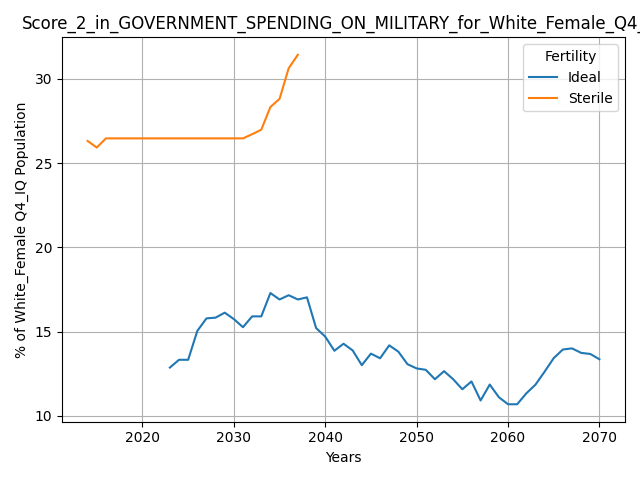 Score_2_in_GOVERNMENT_SPENDING_ON_MILITARY_for_White_Female_Q4_
Fertility
Ideal
Sterile
% of White_Female Q4_IQ Population
30
25
20
15
10
2020 2030 2040 2050 2060 2070
Years